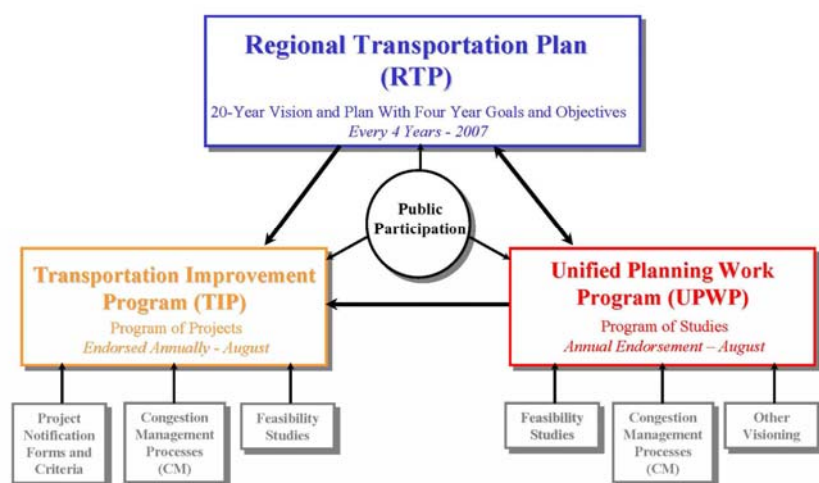 Regional Transportation Plan
(RTP)
20-Year Vision and Plan With Four Year Goals and Objectives
Every 4 Years - 2007
Public
Participation
Transportation Improvement
Program (TIP)
Program of Projects
Endorsed Annually - August
Unified Planning Work
Program (UPWP)
Program of Studies
Annual Endorsement – August
Project
Notification
Forms and
Criteria
Congestion
Management
Processes
(CM)
Feasibility
Studies
Feasibility
Studies
Congestion
Management
Processes
(CM)
Other
Visioning